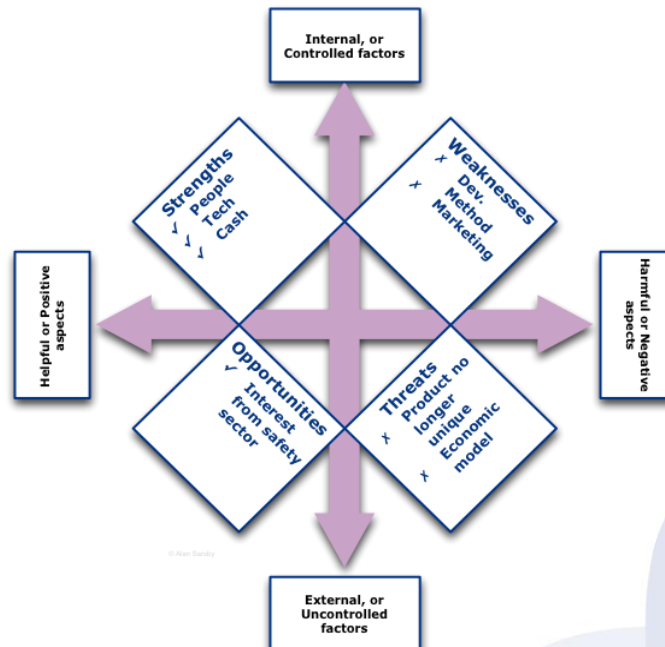 Internal, or
Controlled factors
Strengths
✓ People
✓ Tech
✓ Cash
Weaknesses
✗ Dev.
Method
✗ Marketing
Helpful or Positive
aspects
Harmful or Negative
aspects
Opportunities
✓ Interest
from safety
sector
Threats
✗ Product no
longer
unique
✗ Economic
model
External, or
Uncontrolled
factors